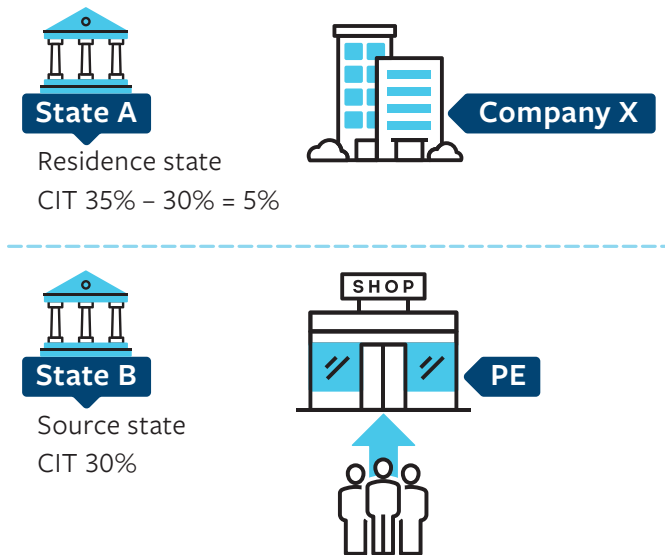 State A
Company X
Residence state
CIT 35% – 30% = 5%
SHOP
State B
PE
Source state
CIT 30%